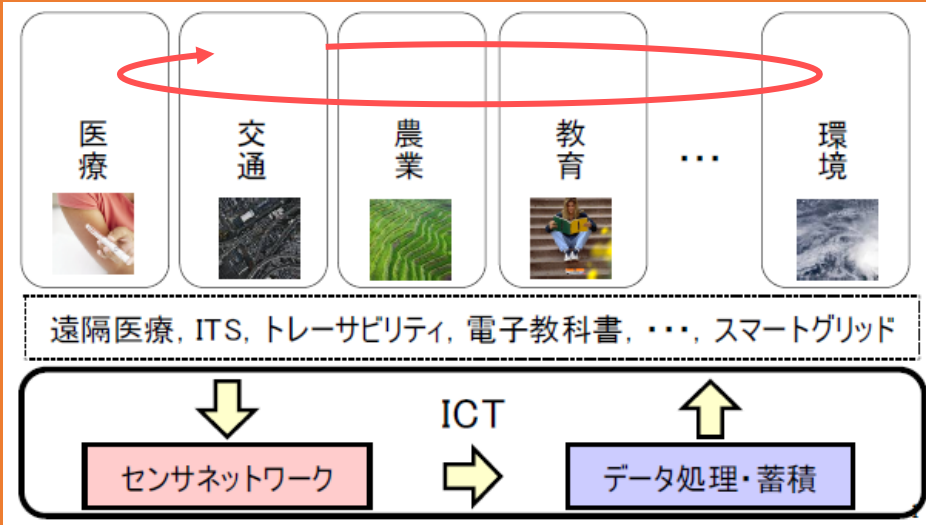 医療
交通
農業
教育
・・・
環境
遠隔医療, ITS, トレーサビリティ, 電子教科書, ・・・, スマートグリッド
ICT
センサネットワーク
データ処理・蓄積